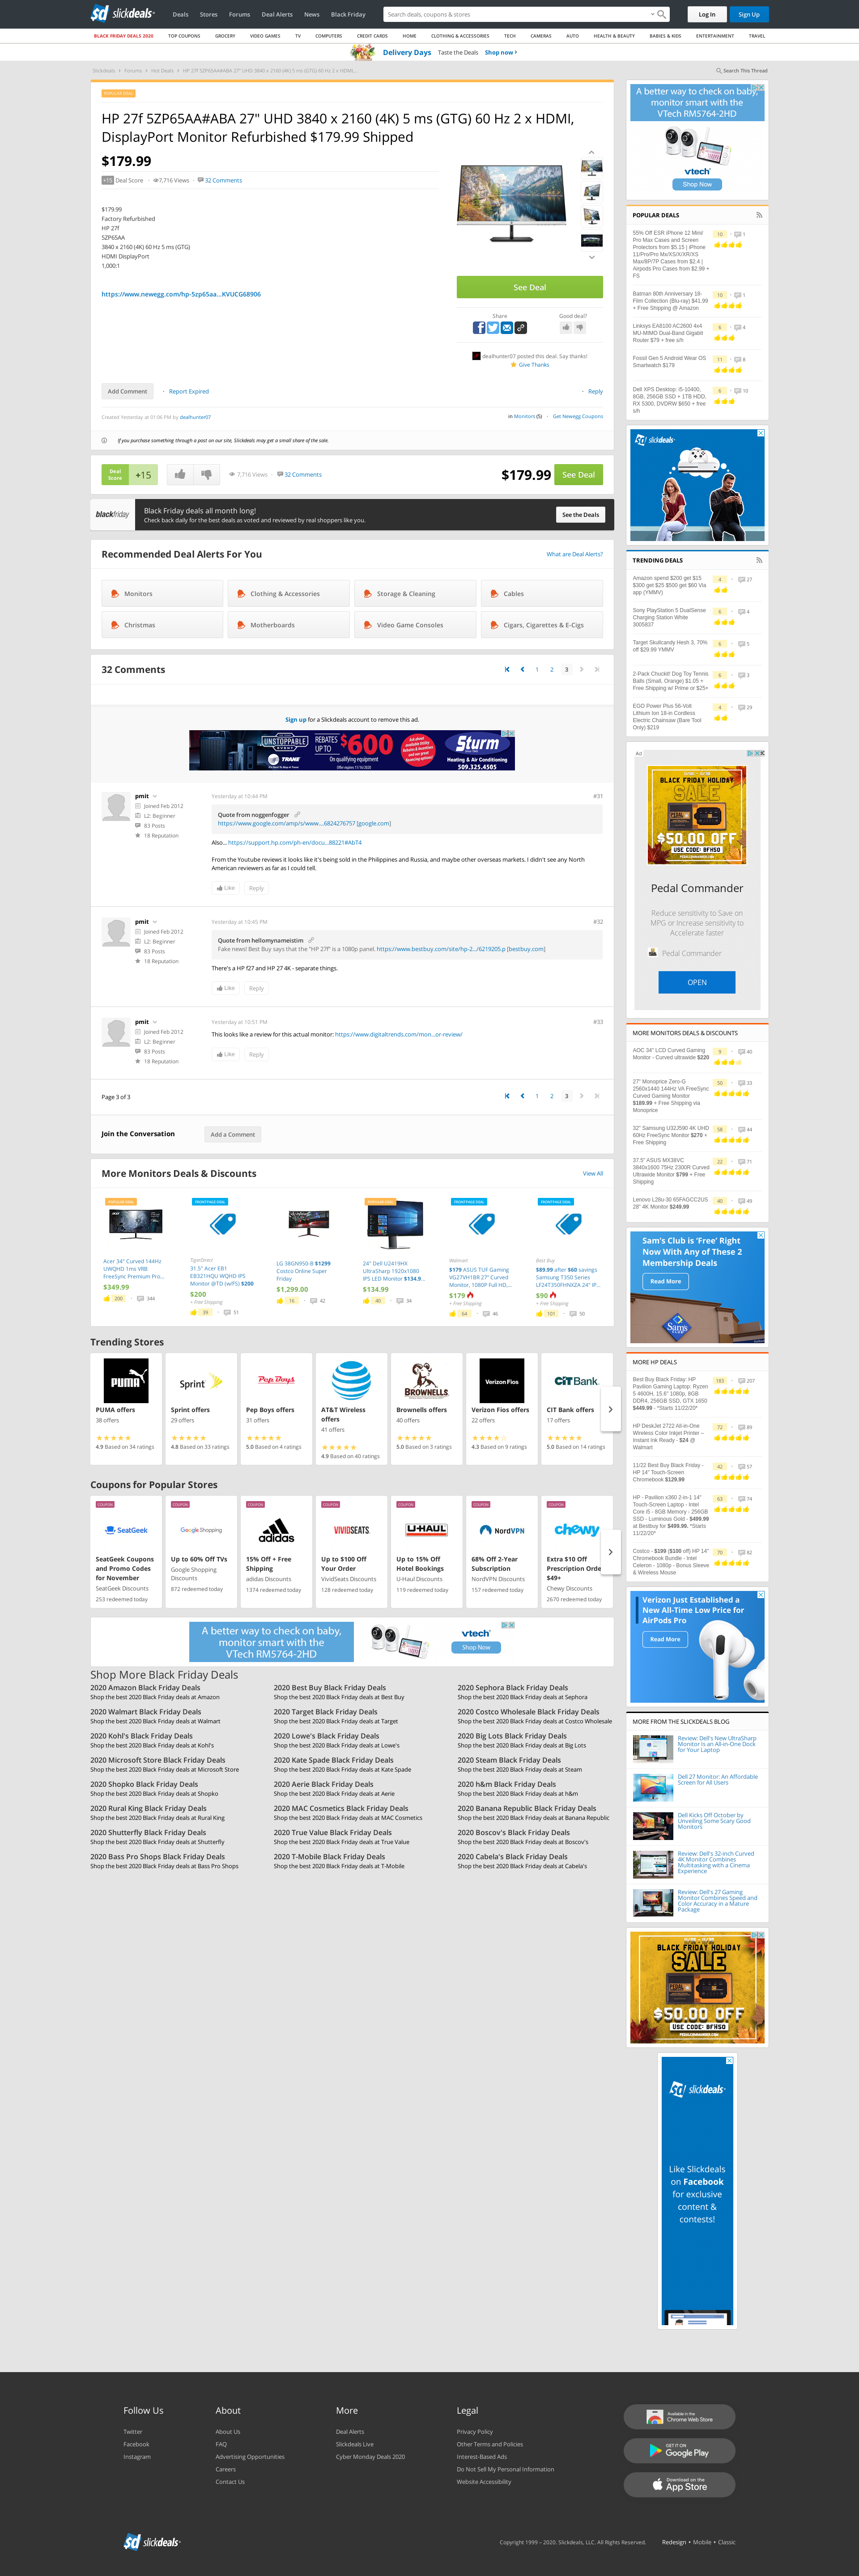 slickdeals
Deals Stores Forums Deal Alerts News Black Friday
Search deals, coupons & stores
Log In Sign Up
BLACK FRIDAY DEALS 2020 TOP COUPONS GROCERY VIDEO GAMES TV COMPUTERS CREDIT CARDS HOME CLOTHING & ACCESSORIES TECH CAMERAS AUTO HEALTH & BEAUTY BABIES & KIDS ENTERTAINMENT TRAVEL
Delivery Days Taste the Deals Shop now
Slickdeals Forums Hot Deals HP 27f 5ZP65AA#ABA 27" UHD 3840 x 2160 (4K) 5 ms (GTG) 60 Hz 2 x HDMI,...
Search This Thread
POPULAR DEAL
HP 27f 5ZP65AA#ABA 27" UHD 3840 x 2160 (4K) 5 ms (GTG) 60 Hz 2 x HDMI,
DisplayPort Monitor Refurbished $179.99 Shipped
$179.99
+15 Deal Score 7,716 Views 32 Comments
$179.99
Factory Refurbished
HP 27f
5ZP65AA
3840 x 2160 (4K) 60 Hz 5 ms (GTG)
HDMI DisplayPort
1,000:1
https://www.newegg.com/hp-5zp65aa...KVUCG68906
See Deal
Share Good deal?
dealhunter07 posted this deal. Say thanks!
Give Thanks
Add Comment Report Expired Reply
Created Yesterday at 01:06 PM by dealhunter07
in Monitors (5) Get Newegg Coupons
If you purchase something through a post on our site, Slickdeals may get a small share of the sale.
Deal Score +15 7,716 Views 32 Comments $179.99 See Deal
blackfriday
Black Friday deals all month long!
Check back daily for the best deals as voted and reviewed by real shoppers like you.
See the Deals
Recommended Deal Alerts For You
What are Deal Alerts?
Monitors Clothing & Accessories Storage & Cleaning Cables
Christmas Motherboards Video Game Consoles Cigars, Cigarettes & E-Cigs
32 Comments
1 2 3
Sign up for a Slickdeals account to remove this ad.
UNSTOPPABLE EVENT TRANE REBATES UP TO $600 On qualifying equipment Sturm Heating & Air Conditioning 509.325.4505
pmit
Joined Feb 2012
L2: Beginner
83 Posts
18 Reputation
Yesterday at 10:44 PM #31
Quote from noggenfogger
https://www.google.com/amp/s/www....6824276757 [google.com]
Also... https://support.hp.com/ph-en/docu...88221#AbT4
From the Youtube reviews it looks like it's being sold in the Philippines and Russia, and maybe other overseas markets. I didn't see any North
American reviewers as far as I could tell.
Like Reply
pmit
Joined Feb 2012
L2: Beginner
83 Posts
18 Reputation
Yesterday at 10:45 PM #32
Quote from hellomynameistim
Fake news! Best Buy says that the "HP 27f" is a 1080p panel. https://www.bestbuy.com/site/hp-2.../6219205.p [bestbuy.com]
There's a HP f27 and HP 27 4K - separate things.
Like Reply
pmit
Joined Feb 2012
L2: Beginner
83 Posts
18 Reputation
Yesterday at 10:51 PM #33
This looks like a review for this actual monitor: https://www.digitaltrends.com/mon...or-review/
Like Reply
Page 3 of 3
1 2 3
Join the Conversation Add a Comment
More Monitors Deals & Discounts
View All
POPULAR DEAL
Acer 34" Curved 144Hz
UWQHD 1ms VRB
FreeSync Premium Pro...
$349.99
200 344
FRONTPAGE DEAL
TigerDirect
31.5" Acer EB1
EB321HQU WQHD IPS
Monitor @TD (w/FS) $200
$200
+ Free Shipping
39 51
LG 38GN950-B $1299
Costco Online Super
Friday
$1,299.00
16 42
POPULAR DEAL
24" Dell U2419HX
UltraSharp 1920x1080
IPS LED Monitor $134.9...
$134.99
40 34
FRONTPAGE DEAL
Walmart
$179 ASUS TUF Gaming
VG27VH1BR 27" Curved
Monitor, 1080P Full HD,...
$179
+ Free Shipping
64 46
FRONTPAGE DEAL
Best Buy
$89.99 after $60 savings
Samsung T350 Series
LF24T350FHNXZA 24" IP...
$90
+ Free Shipping
101 50
Trending Stores
PUMA offers
38 offers
4.9 Based on 34 ratings
Sprint offers
29 offers
4.8 Based on 33 ratings
Pep Boys offers
31 offers
5.0 Based on 4 ratings
AT&T Wireless
offers
41 offers
4.9 Based on 40 ratings
Brownells offers
40 offers
5.0 Based on 3 ratings
Verizon Fios offers
22 offers
4.3 Based on 9 ratings
CIT Bank offers
17 offers
5.0 Based on 14 ratings
Coupons for Popular Stores
COUPON
SeatGeek
SeatGeek Coupons
and Promo Codes
for November
SeatGeek Discounts
253 redeemed today
COUPON
Google Shopping
Up to 60% Off TVs
Google Shopping
Discounts
872 redeemed today
COUPON
adidas
15% Off + Free
Shipping
adidas Discounts
1374 redeemed today
COUPON
VIVIDSEATS
Up to $100 Off
Your Order
VividSeats Discounts
128 redeemed today
COUPON
U-HAUL
Up to 15% Off
Hotel Bookings
U-Haul Discounts
119 redeemed today
COUPON
NordVPN
68% Off 2-Year
Subscription
NordVPN Discounts
157 redeemed today
COUPON
chewy
Extra $10 Off
Prescription Orde
$49+
Chewy Discounts
2670 redeemed today
A better way to check on baby,
monitor smart with the
VTech RM5764-2HD
vtech
Shop Now
Shop More Black Friday Deals
2020 Amazon Black Friday Deals
Shop the best 2020 Black Friday deals at Amazon
2020 Best Buy Black Friday Deals
Shop the best 2020 Black Friday deals at Best Buy
2020 Sephora Black Friday Deals
Shop the best 2020 Black Friday deals at Sephora
2020 Walmart Black Friday Deals
Shop the best 2020 Black Friday deals at Walmart
2020 Target Black Friday Deals
Shop the best 2020 Black Friday deals at Target
2020 Costco Wholesale Black Friday Deals
Shop the best 2020 Black Friday deals at Costco Wholesale
2020 Kohl's Black Friday Deals
Shop the best 2020 Black Friday deals at Kohl's
2020 Lowe's Black Friday Deals
Shop the best 2020 Black Friday deals at Lowe's
2020 Big Lots Black Friday Deals
Shop the best 2020 Black Friday deals at Big Lots
2020 Microsoft Store Black Friday Deals
Shop the best 2020 Black Friday deals at Microsoft Store
2020 Kate Spade Black Friday Deals
Shop the best 2020 Black Friday deals at Kate Spade
2020 Steam Black Friday Deals
Shop the best 2020 Black Friday deals at Steam
2020 Shopko Black Friday Deals
Shop the best 2020 Black Friday deals at Shopko
2020 Aerie Black Friday Deals
Shop the best 2020 Black Friday deals at Aerie
2020 h&m Black Friday Deals
Shop the best 2020 Black Friday deals at h&m
2020 Rural King Black Friday Deals
Shop the best 2020 Black Friday deals at Rural King
2020 MAC Cosmetics Black Friday Deals
Shop the best 2020 Black Friday deals at MAC Cosmetics
2020 Banana Republic Black Friday Deals
Shop the best 2020 Black Friday deals at Banana Republic
2020 Shutterfly Black Friday Deals
Shop the best 2020 Black Friday deals at Shutterfly
2020 True Value Black Friday Deals
Shop the best 2020 Black Friday deals at True Value
2020 Boscov's Black Friday Deals
Shop the best 2020 Black Friday deals at Boscov's
2020 Bass Pro Shops Black Friday Deals
Shop the best 2020 Black Friday deals at Bass Pro Shops
2020 T-Mobile Black Friday Deals
Shop the best 2020 Black Friday deals at T-Mobile
2020 Cabela's Black Friday Deals
Shop the best 2020 Black Friday deals at Cabela's
A better way to check on baby,
monitor smart with the
VTech RM5764-2HD
vtech
Shop Now
POPULAR DEALS
55% Off ESR iPhone 12 Mini/
Pro Max Cases and Screen
Protectors from $5.15 | iPhone
11/Pro/Pro Mx/XS/X/XR/XS
Max/8P/7P Cases from $2.4 |
Airpods Pro Cases from $2.99 +
FS
10 1
Batman 80th Anniversary 18-
Film Collection (Blu-ray) $41.99
+ Free Shipping @ Amazon
10 1
Linksys EA8100 AC2600 4x4
MU-MIMO Dual-Band Gigabit
Router $79 + free s/h
6 4
Fossil Gen 5 Android Wear OS
Smartwatch $179
11 8
Dell XPS Desktop: i5-10400,
8GB, 256GB SSD + 1TB HDD,
RX 5300, DVDRW $650 + free
s/h
6 10
slickdeals
TRENDING DEALS
Amazon spend $200 get $15
$300 get $25 $500 get $60 Via
app (YMMV)
4 27
Sony PlayStation 5 DualSense
Charging Station White
3005837
6 4
Target Skullcandy Hesh 3, 70%
off $29.99 YMMV
6 5
2-Pack Chuckit! Dog Toy Tennis
Balls (Small, Orange) $1.05 +
Free Shipping w/ Prime or $25+
6 3
EGO Power Plus 56-Volt
Lithium Ion 18-in Cordless
Electric Chainsaw (Bare Tool
Only) $219
4 29
Ad
BLACK FRIDAY HOLIDAY
SALE
$50.00 OFF
USE CODE: BFH50
PEDALCOMMANDER.COM
Pedal Commander
Reduce sensitivity to Save on
MPG or Increase sensitivity to
Accelerate faster
Pedal Commander
OPEN
MORE MONITORS DEALS & DISCOUNTS
AOC 34" LCD Curved Gaming
Monitor - Curved ultrawide $220
9 40
27" Monoprice Zero-G
2560x1440 144Hz VA FreeSync
Curved Gaming Monitor
$189.99 + Free Shipping via
Monoprice
50 33
32" Samsung U32J590 4K UHD
60Hz FreeSync Monitor $270 +
Free Shipping
58 44
37.5" ASUS MX38VC
3840x1600 75Hz 2300R Curved
Ultrawide Monitor $799 + Free
Shipping
22 71
Lenovo L28u-30 65FAGCC2US
28" 4K Monitor $249.99
40 49
Sam's Club is 'Free' Right
Now With Any of These 2
Membership Deals
Read More
MORE HP DEALS
Best Buy Black Friday: HP
Pavilion Gaming Laptop: Ryzen
5 4600H, 15.6" 1080p, 8GB
DDR4, 256GB SSD, GTX 1650
$449.99 - *Starts 11/22/20*
183 207
HP DeskJet 2722 All-in-One
Wireless Color Inkjet Printer –
Instant Ink Ready - $24 @
Walmart
72 89
11/22 Best Buy Black Friday -
HP 14" Touch-Screen
Chromebook $129.99
42 57
HP - Pavilion x360 2-in-1 14"
Touch-Screen Laptop - Intel
Core i5 - 8GB Memory - 256GB
SSD - Luminous Gold - $499.99
at Bestbuy for $499.99. *Starts
11/22/20*
63 74
Costco - $199 ($100 off) HP 14"
Chromebook Bundle - Intel
Celeron - 1080p - Bonus Sleeve
& Wireless Mouse
70 82
Verizon Just Established a
New All-Time Low Price for
AirPods Pro
Read More
MORE FROM THE SLICKDEALS BLOG
Review: Dell's New UltraSharp
Monitor Is an All-in-One Dock
for Your Laptop
Dell 27 Monitor: An Affordable
Screen for All Users
Dell Kicks Off October by
Unveiling Some Scary Good
Monitors
Review: Dell's 32-inch Curved
4K Monitor Combines
Multitasking with a Cinema
Experience
Review: Dell's 27 Gaming
Monitor Combines Speed and
Color Accuracy in a Mature
Package
SALE
$50.00 OFF
USE CODE: BFH50
PEDALCOMMANDER.COM
slickdeals
Like Slickdeals
on Facebook
for exclusive
content &
contests!
Follow Us
Twitter
Facebook
Instagram
About
About Us
FAQ
Advertising Opportunities
Careers
Contact Us
More
Deal Alerts
Slickdeals Live
Cyber Monday Deals 2020
Legal
Privacy Policy
Other Terms and Policies
Interest-Based Ads
Do Not Sell My Personal Information
Website Accessibility
Available in the
Chrome Web Store
GET IT ON
Google Play
Download on the
App Store
slickdeals
Copyright 1999 – 2020. Slickdeals, LLC. All Rights Reserved. Redesign • Mobile • Classic